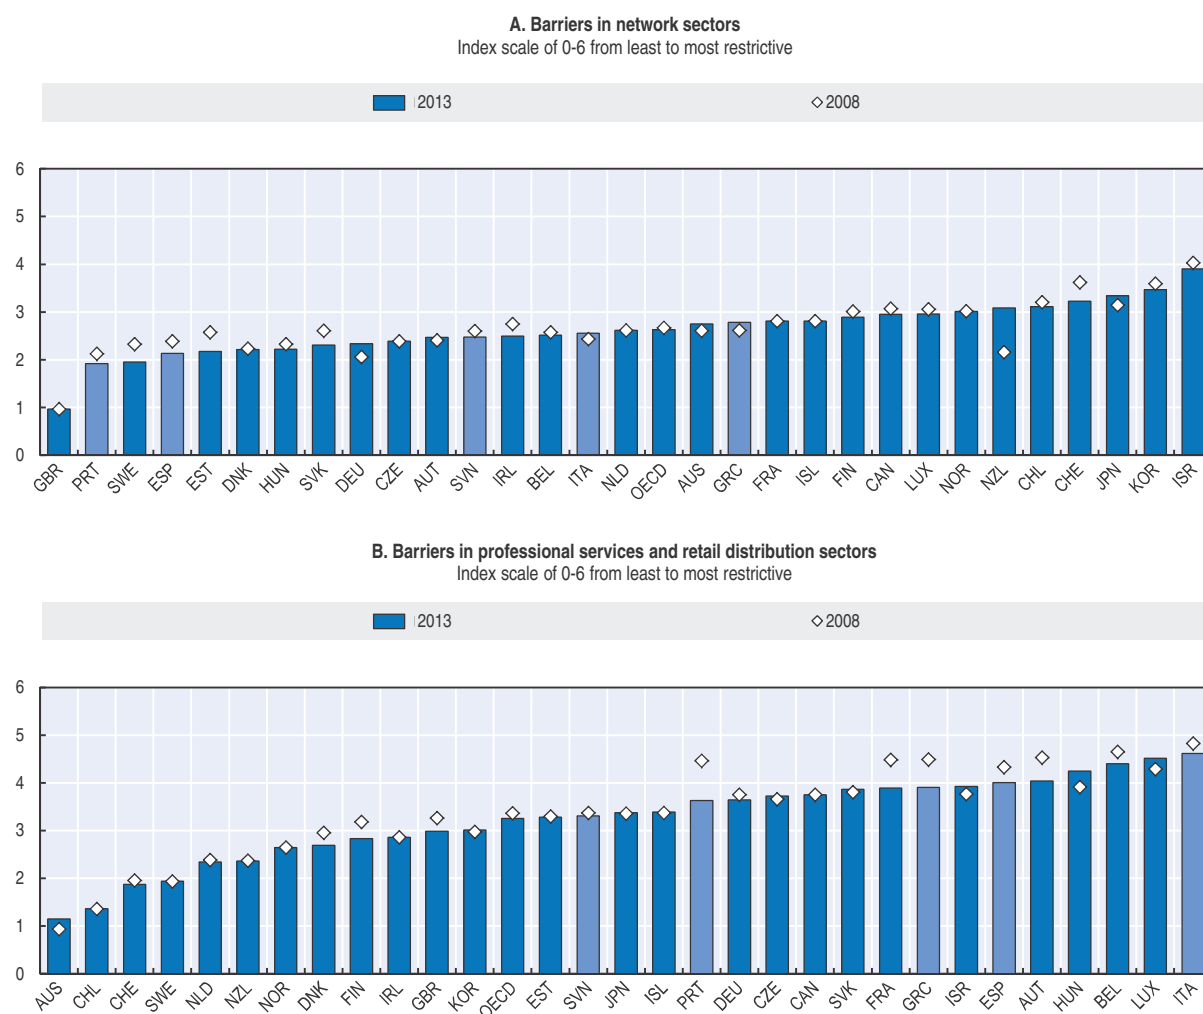 A. Barriers in network sectors
Index scale of 0-6 from least to most restrictive
2013 2008
6
5
4
3
2
1
0
GBR PRT SWE ESP EST DNK HUN SVK DEU CZE AUT SVN IRL BEL ITA NLD OECD AUS GRC FRA ISL FIN CAN LUX NOR NZL CHL CHE JPN KOR ISR
B. Barriers in professional services and retail distribution sectors
Index scale of 0-6 from least to most restrictive
2013 2008
6
5
4
3
2
1
0
AUS CHL CHE SWE NLD NZL NOR DNK FIN IRL GBR KOR OECD EST SVN JPN ISL PRT DEU CZE CAN SVK FRA GRC ISR ESP AUT HUN BEL LUX ITA